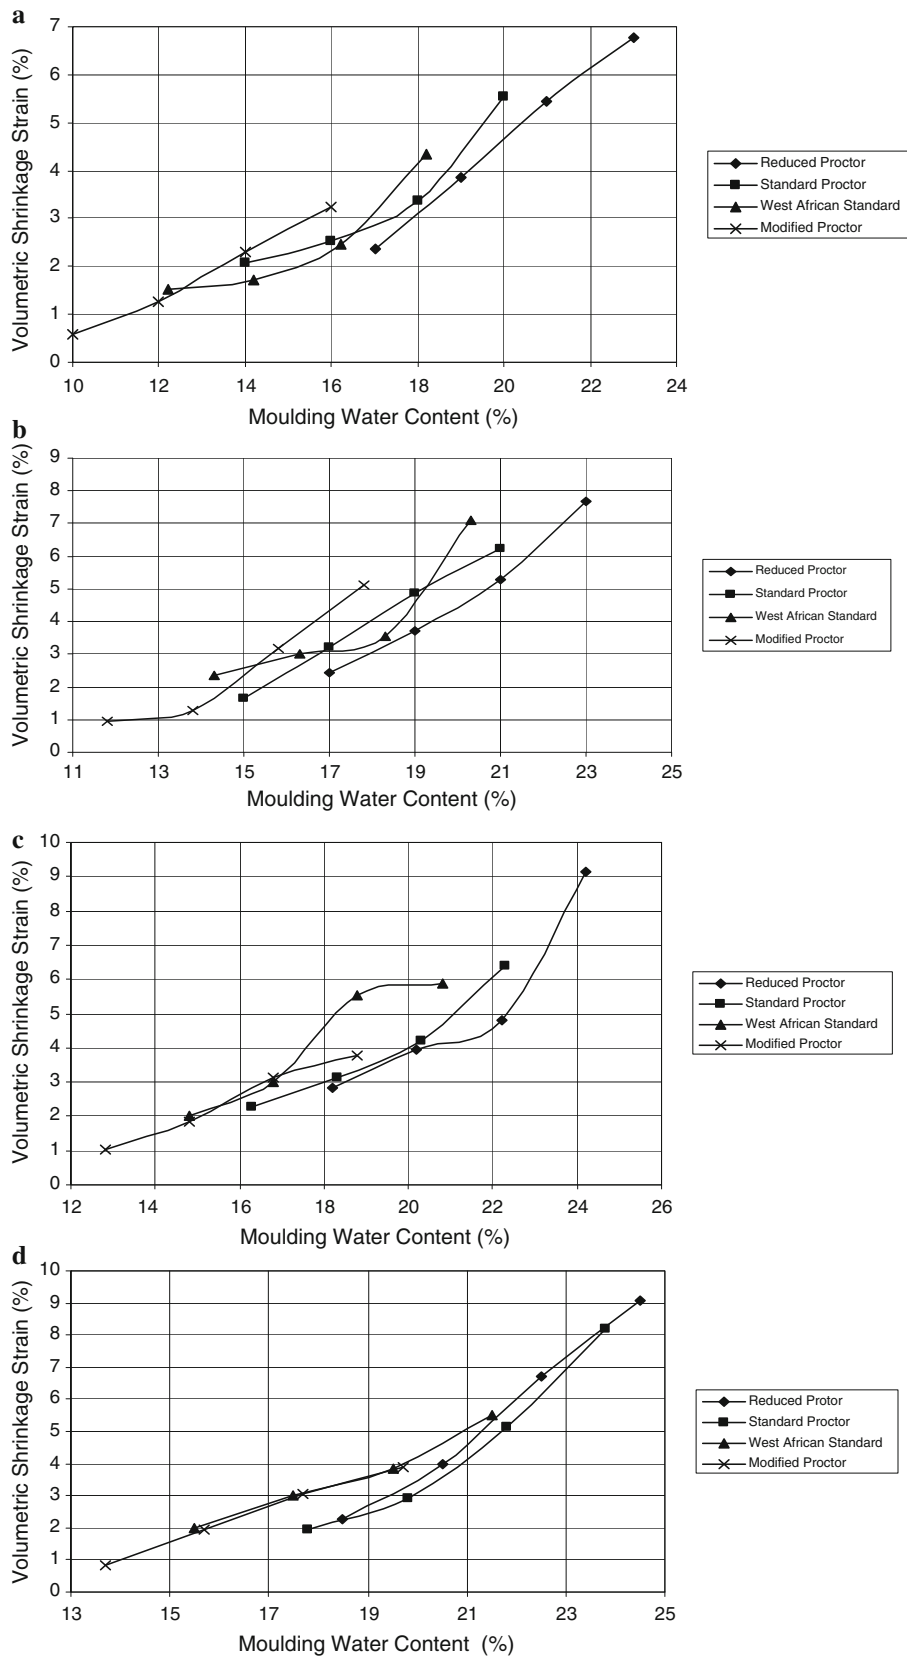 a
Volumetric Shrinkage Strain (%)
7
6
5
4
3
2
1
0
10 12 14 16 18 20 22 24
Moulding Water Content (%)
Reduced Proctor
Standard Proctor
West African Standard
Modified Proctor
b
Volumetric Shrinkage Strain (%)
9
8
7
6
5
4
3
2
1
0
11 13 15 17 19 21 23 25
Moulding Water Content (%)
Reduced Proctor
Standard Proctor
West African Standard
Modified Proctor
c
Volumetric Shrinkage Strain (%)
10
9
8
7
6
5
4
3
2
1
0
12 14 16 18 20 22 24 26
Moulding Water Content (%)
Reduced Proctor
Standard Proctor
West African Standard
Modified Proctor
d
Volumetric Shrinkage Strain (%)
10
9
8
7
6
5
4
3
2
1
0
13 15 17 19 21 23 25
Moulding Water Content (%)
Reduced Protor
Standard Proctor
West African Standard
Modified Proctor